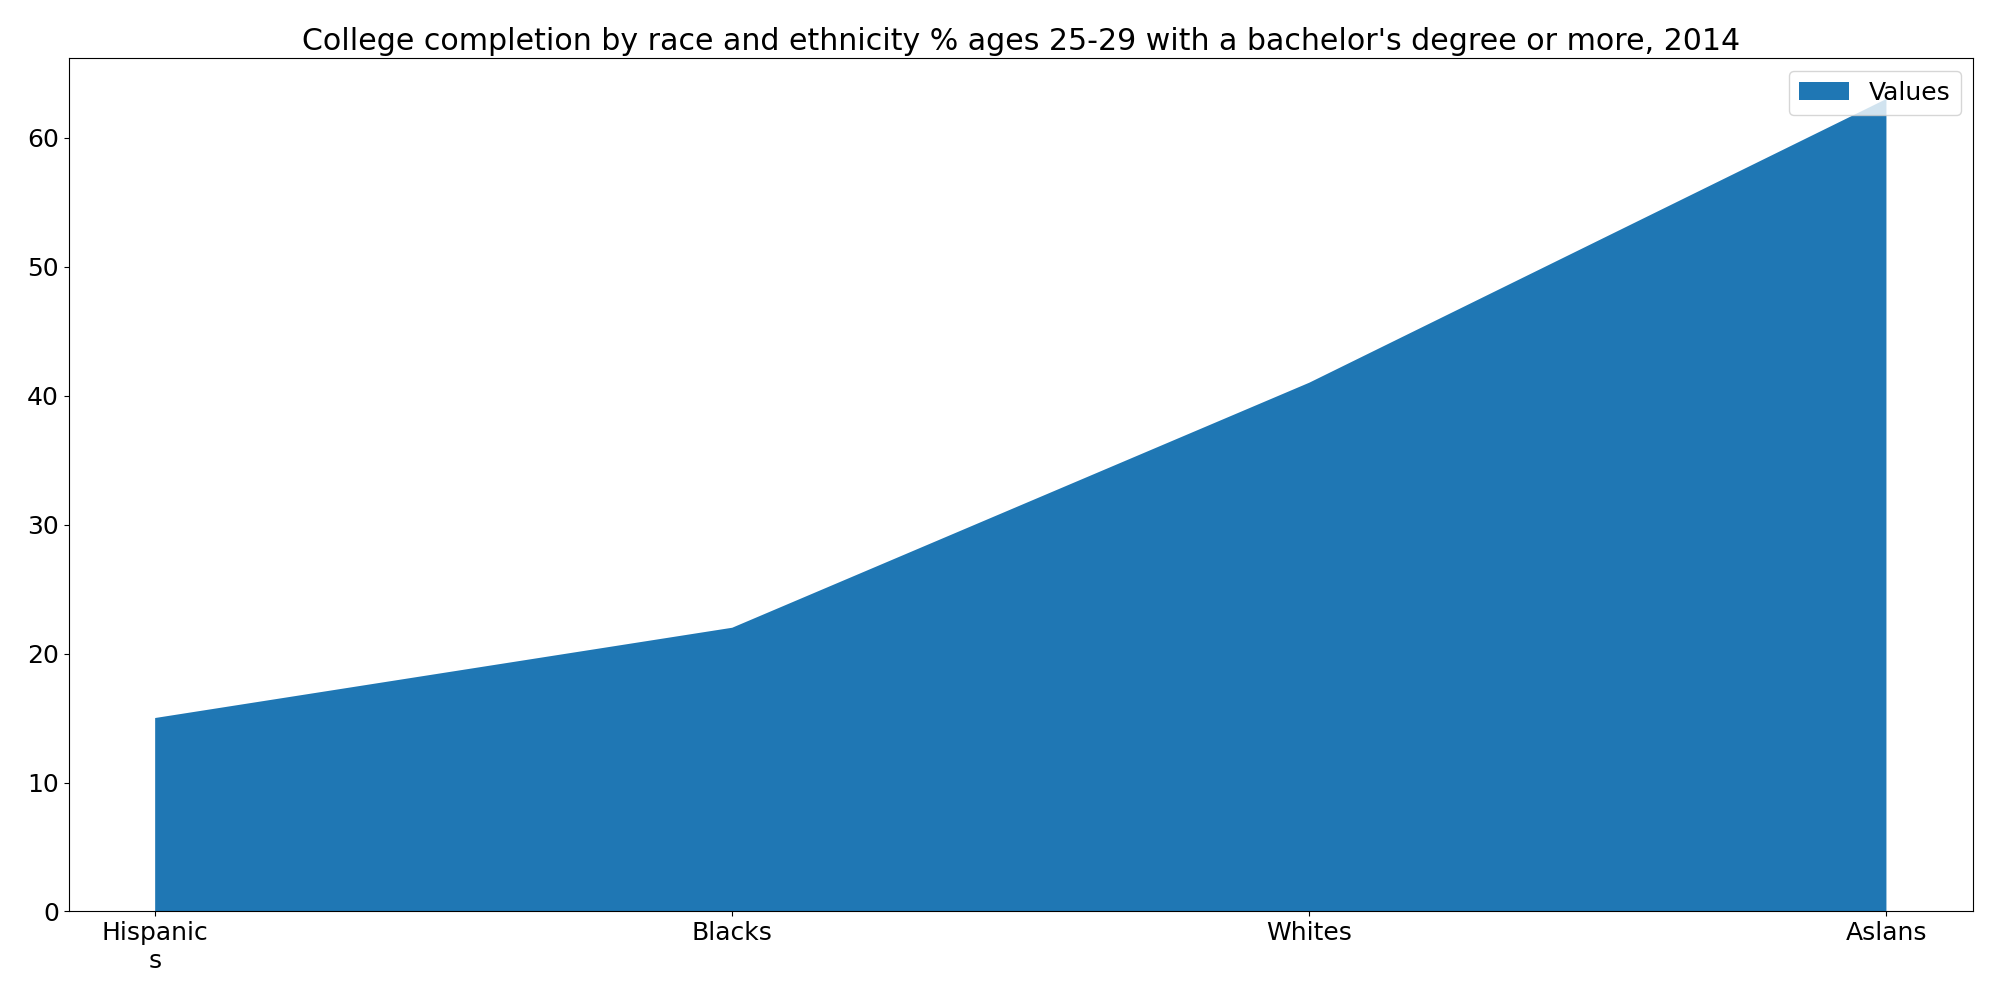 College completion by race and ethnicity % ages 25-29 with a bachelor's degree or more, 2014
Values
60
50
40
30
20
10
0
Hispanic
s
Blacks
Whites
Aslans